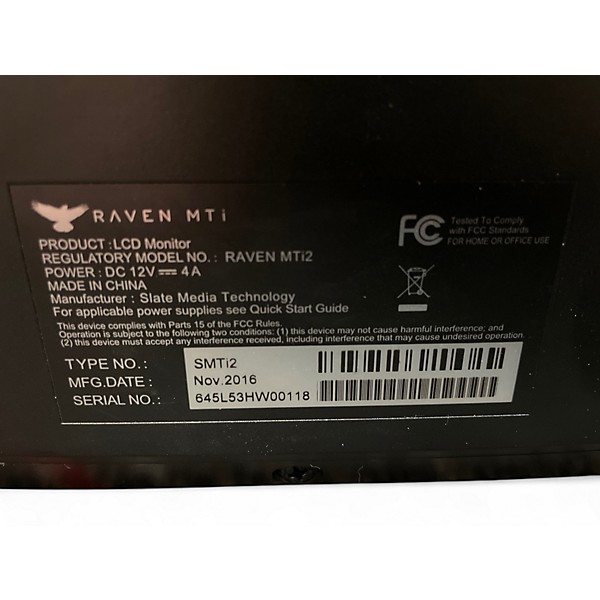 RAVEN MTi
PRODUCT :LCD Monitor
REGULATORY MODEL NO. : RAVEN MTi2
POWER : DC 12V⎓ 4A
MADE IN CHINA
Manufacturer : Slate Media Technology
For applicable power supplies see Quick Start Guide
FC Tested To Comply
with FCC Standards
FOR HOME OR OFFICE USE
This device complies with Parts 15 of the FCC Rules.
Operation is subject to the following two conditions: (1) this device may not cause harmful interference; and
(2) this device must accept any interference received, including interference that may cause undesired operation.
TYPE NO.: SMTi2
MFG.DATE : Nov.2016
SERIAL NO.: 645L53HW00118